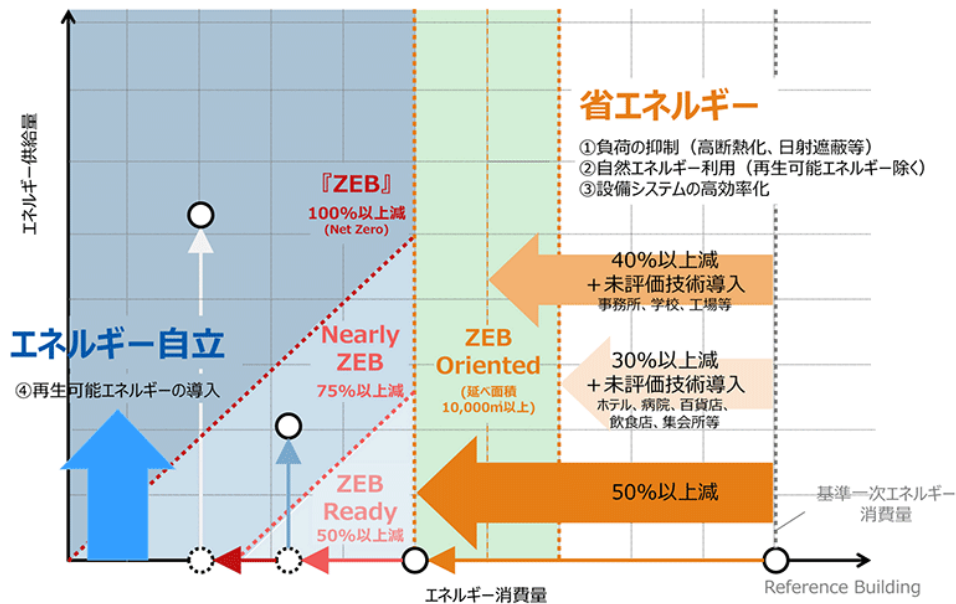 エネルギー供給量
省エネルギー
①負荷の抑制（高断熱化、日射遮蔽等）
②自然エネルギー利用（再生可能エネルギー除く）
③設備システムの高効率化
『ZEB』
100%以上減
(Net Zero)
40%以上減
＋未評価技術導入
事務所、学校、工場等
エネルギー自立
④再生可能エネルギーの導入
Nearly
ZEB
75%以上減
ZEB
Oriented
(延べ面積
10,000㎡以上)
30%以上減
＋未評価技術導入
ホテル、病院、百貨店、
飲食店、集会所等
ZEB
Ready
50%以上減
50%以上減
基準一次エネルギー
消費量
エネルギー消費量
Reference Building